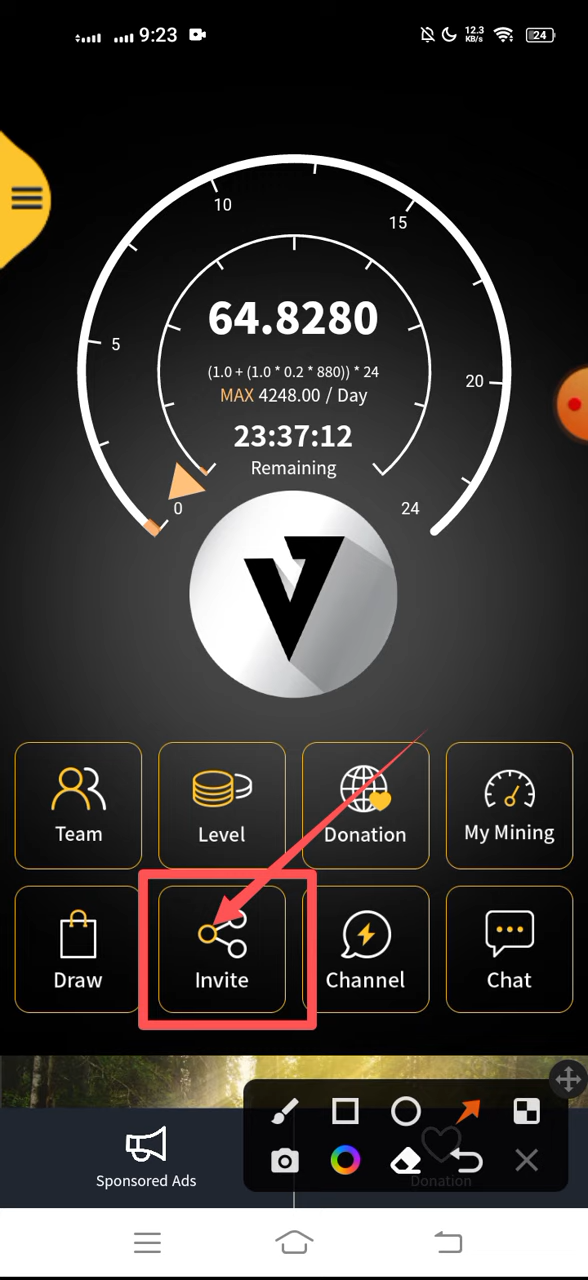 9:23
12.3
KB/s
24
10
15
5
20
0
24
64.8280
(1.0 + (1.0 * 0.2 * 880)) * 24
MAX 4248.00 / Day
23:37:12
Remaining
Team
Level
Donation
My Mining
Draw
Invite
Channel
Chat
Sponsored Ads
Donation